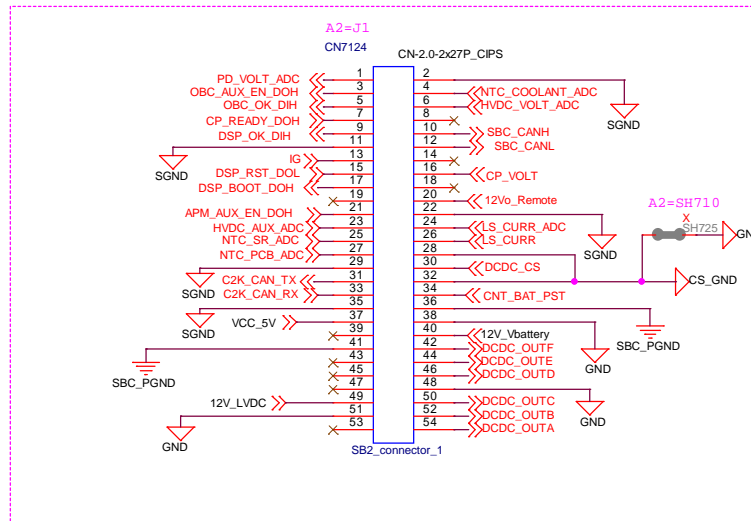 A2=J1
CN7124
CN-2.0-2x27P_CIPS
PD_VOLT_ADC 1 2
OBC_AUX_EN_DOH 3 4 NTC_COOLANT_ADC
OBC_OK_DIH 5 6 HVDC_VOLT_ADC
CP_READY_DOH 7 8
DSP_OK_DIH 9 10 SBC_CANH
11 12 SBC_CANL
SGND
IG 13 14
SGND
DSP_RST_DOL 15 16 CP_VOLT
DSP_BOOT_DOH 17 18
19 20 12Vo_Remote
A2=SH710
APM_AUX_EN_DOH 21 22
X
HVDC_AUX_ADC 23 24 LS_CURR_ADC
SH725
GN
NTC_SR_ADC 25 26 LS_CURR
NTC_PCB_ADC 27 28
SGND
29 30 DCDC_CS
C2K_CAN_TX 31 32
CS_GND
SGND
C2K_CAN_RX 33 34 CNT_BAT_PST
35 36
SGND
VCC_5V 37 38
39 40 12V_Vbattery
41 42 DCDC_OUTF
GND
SBC_PGND
43 44 DCDC_OUTE
SBC_PGND
45 46 DCDC_OUTD
47 48
12V_LVDC 49 50 DCDC_OUTC
51 52 DCDC_OUTB
GND
53 54 DCDC_OUTA
GND
SB2_connector_1